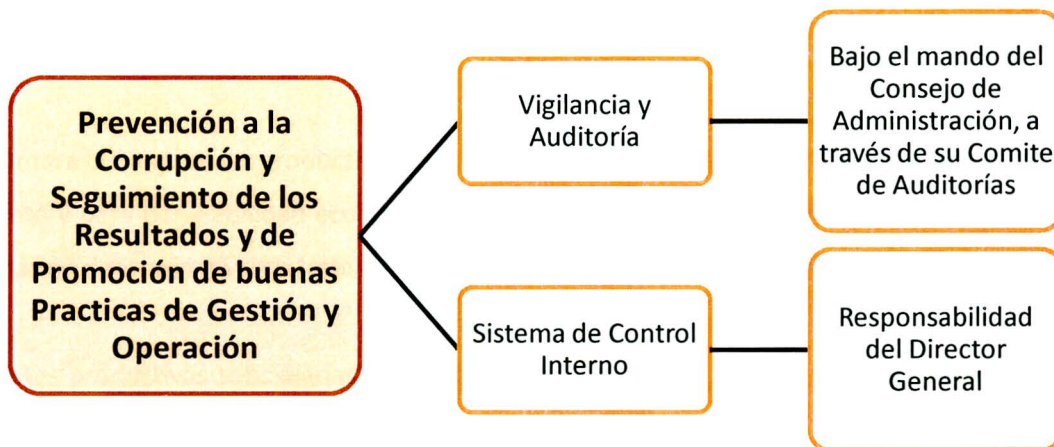 Prevención a la
Corrupción y
Seguimiento de los
Resultados y de
Promoción de buenas
Practicas de Gestión y
Operación
Vigilancia y
Auditoría
Bajo el mando del
Consejo de
Administración, a
través de su Comite
de Auditorías
Sistema de Control
Interno
Responsabilidad
del Director
General